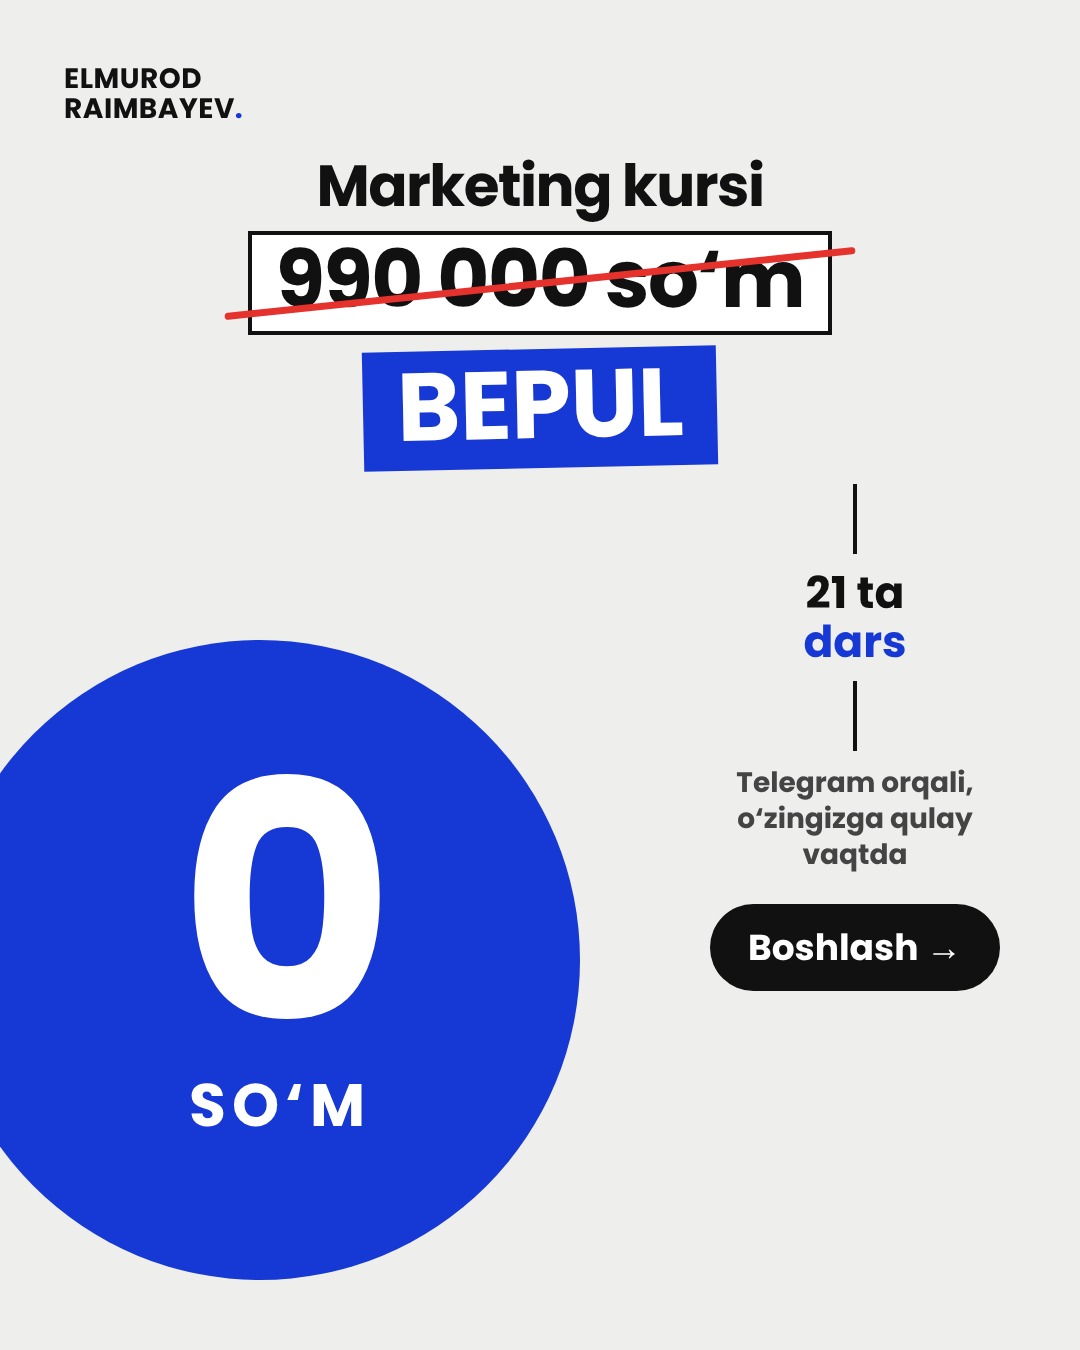 ELMUROD
RAIMBAYEV.
Marketing kursi
990 000 so‘m
BEPUL
21 ta
dars
Telegram orqali,
o‘zingizga qulay
vaqtda
Boshlash →
0
SO‘M